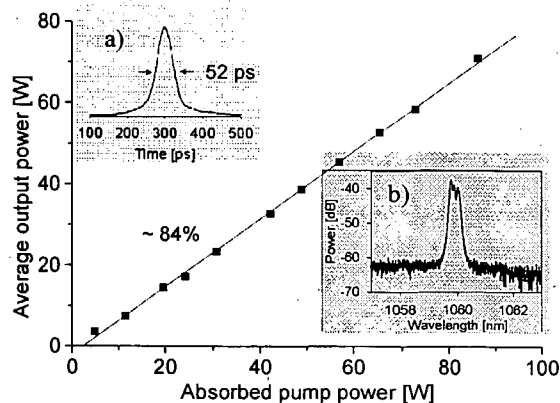 Average output power [W]
80
60
40
20
0
0 20 40 60 80 100
Absorbed pump power [W]
~ 84%
a)
52 ps
100 200 300 400 500
Time [ps]
b)
Power [dB]
-40
-50
-60
-70
1058 1060 1062
Wavelength [nm]